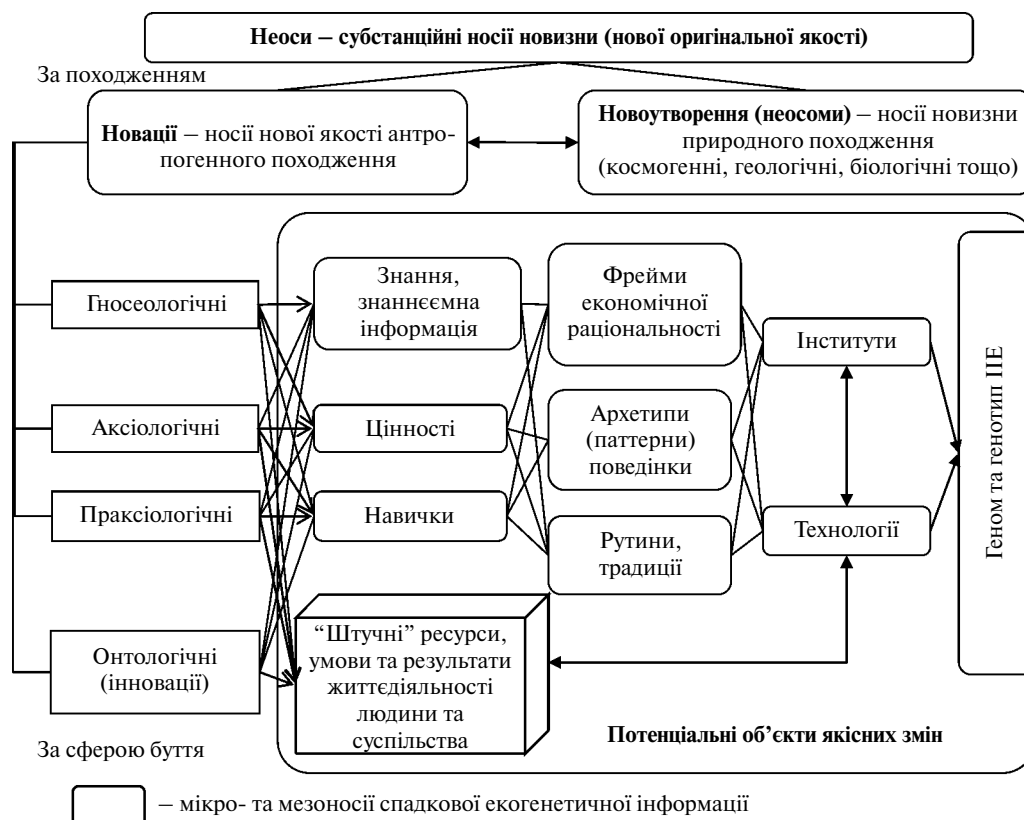 Неоси – субстанційні носії новизни (нової оригінальної якості)
За походженням
Новації – носії нової якості антро-
погенного походження
Новоутворення (неосоми) – носії новизни
природного походження
(космогенні, геологічні, біологічні тощо)
Гносеологічні
Аксіологічні
Праксіологічні
Онтологічні
(інновації)
За сферою буття
Знання,
знаннєємна
інформація
Цінності
Навички
“Штучні” ресурси,
умови та результати
життєдіяльності
людини та
суспільства
Фрейми
економічної
раціональності
Архетипи
(паттерни)
поведінки
Рутини,
традиції
Інститути
Технології
Геном та генотип ІІЕ
Потенціальні об’єкти якісних змін
– мікро- та мезоносії спадкової екогенетичної інформації